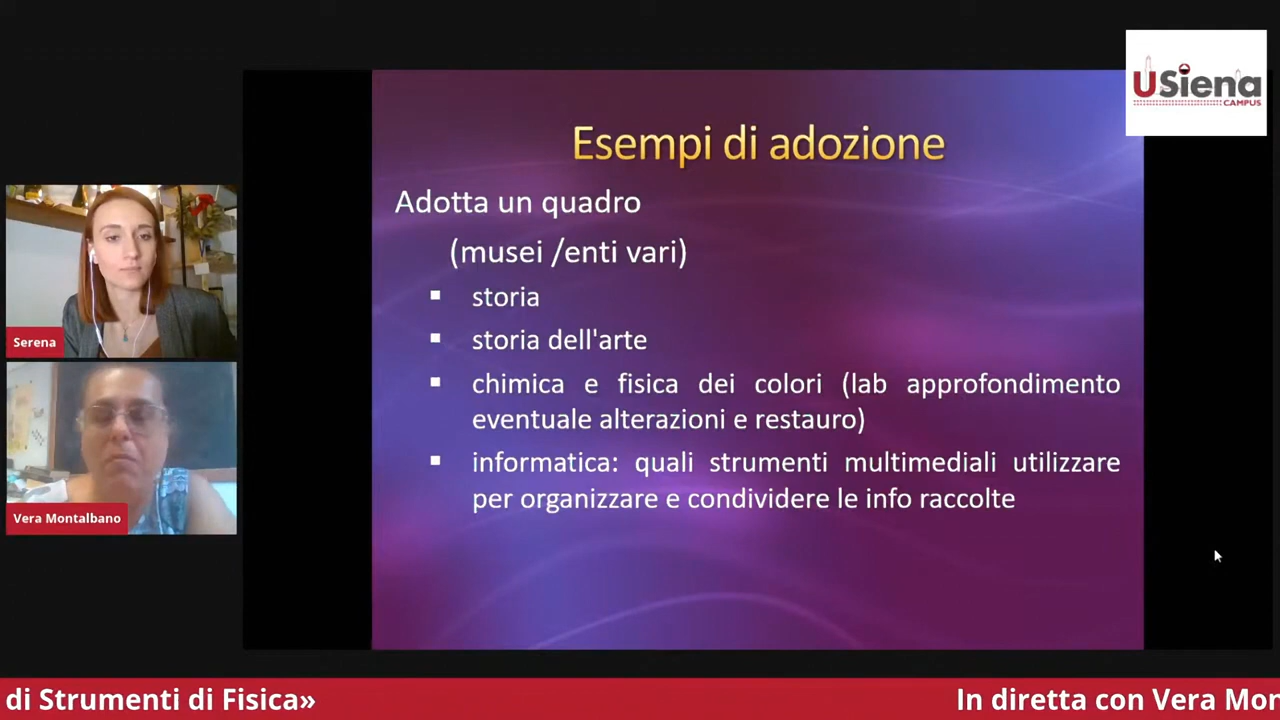 USiena
CAMPUS
Esempi di adozione
Adotta un quadro
(musei /enti vari)
▪ storia
▪ storia dell'arte
▪ chimica e fisica dei colori (lab approfondimento
eventuale alterazioni e restauro)
▪ informatica: quali strumenti multimediali utilizzare
per organizzare e condividere le info raccolte
Serena
Vera Montalbano
di Strumenti di Fisica»
In diretta con Vera Mon